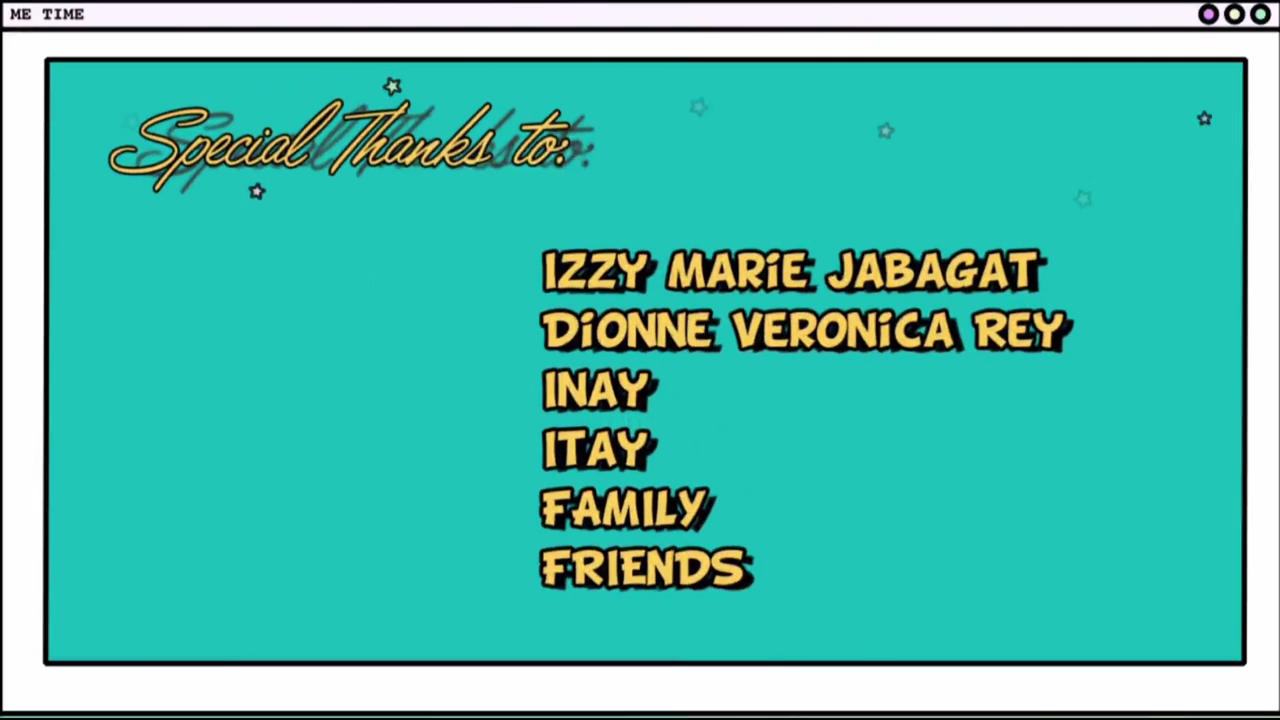 ME TIME
Special Thanks to:
IZZY MARIE JABAGAT
DIONNE VERONICA REY
INAY
ITAY
FAMILY
FRIENDS